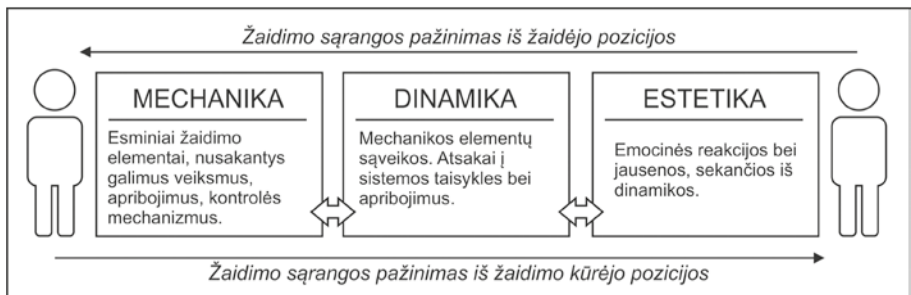 Žaidimo sąrangos pažinimas iš žaidėjo pozicijos
MECHANIKA
Esminiai žaidimo
elementai, nusakantys
galimus veiksmus,
apribojimus, kontrolės
mechanizmus.
DINAMIKA
Mechanikos elementų
sąveikos. Atsakai į
sistemos taisykles bei
apribojimus.
ESTETIKA
Emocinės reakcijos bei
jausenos, sekančios iš
dinamikos.
Žaidimo sąrangos pažinimas iš žaidimo kūrėjo pozicijos